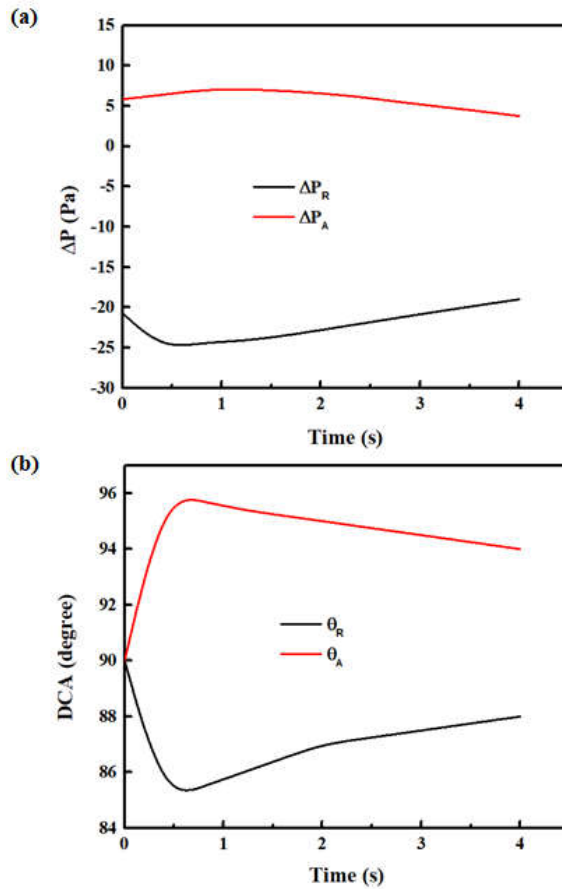 (a)
15
10
5
0
-5
-10
-15
-20
-25
-30
ΔP (Pa)
ΔP_R
ΔP_A
0 1 2 3 4
Time (s)
(b)
96
94
92
90
88
86
84
DCA (degree)
θ_R
θ_A
0 1 2 3 4
Time (s)